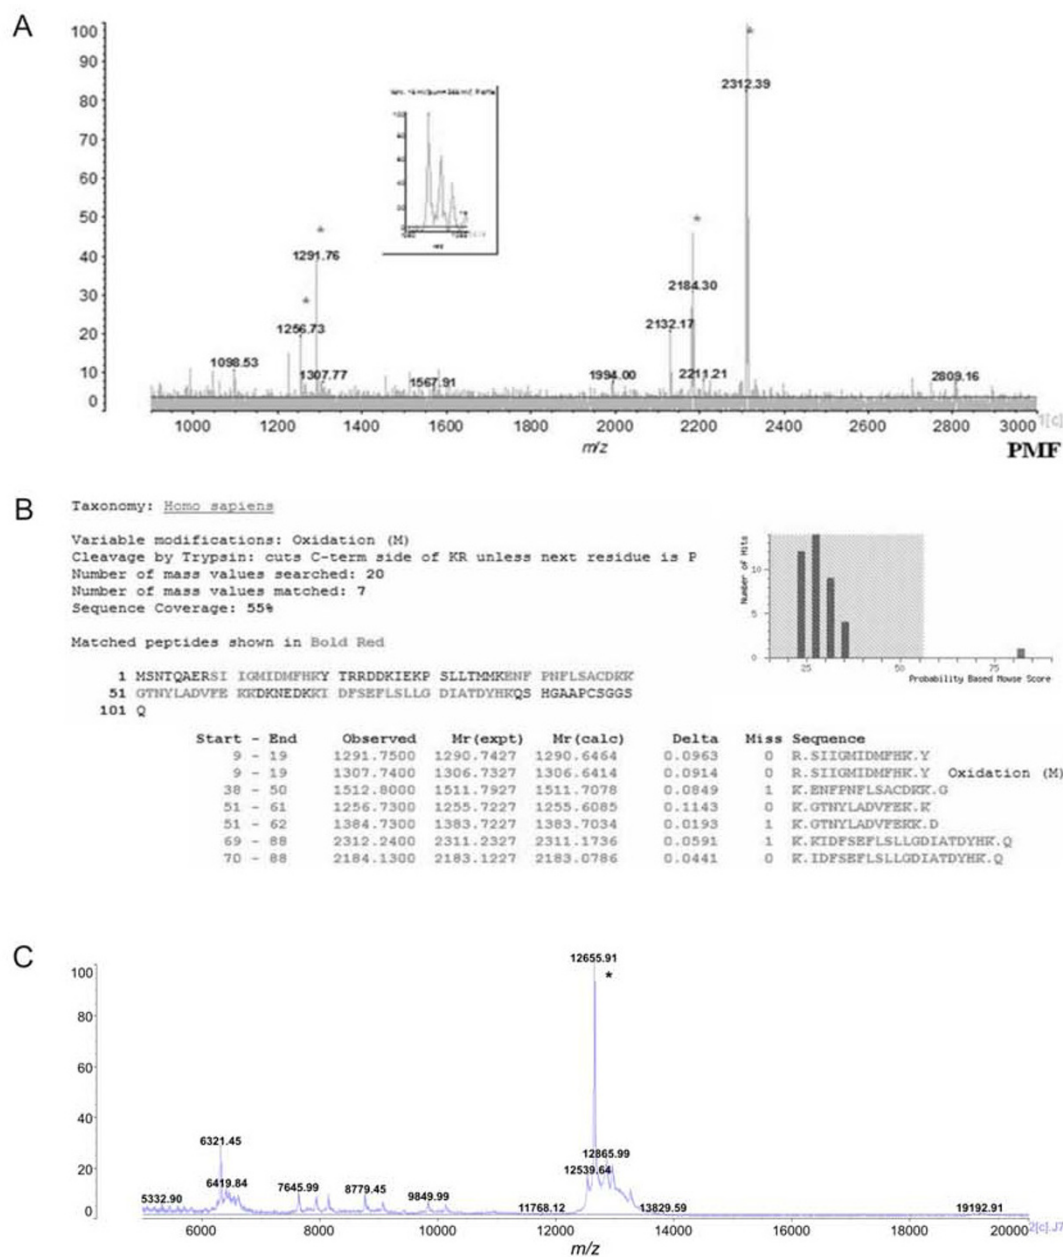 A
100
90
80
70
60
50
40
30
20
10
0
*
2312.39
*
2184.30
2132.17
2211.21
*
1291.76
*
1256.73
1098.53
1307.77
1567.91
1994.00
2809.16
1000 1200 1400 1600 1800 2000 2200 2400 2600 2800 3000
m/z
PMF
B
Taxonomy: Homo sapiens
Variable modifications: Oxidation (M)
Cleavage by Trypsin: cuts C-term side of KR unless next residue is P
Number of mass values searched: 20
Number of mass values matched: 7
Sequence Coverage: 55%
Matched peptides shown in Bold Red
1 MSNTQAERSI IGMIDMFHKY TRRDDKIEKP SLLTMMKENF PNFLSACDKK
51 GTNYLADVFE KKDKNEDKKI DFSEFLSLLG DIATDYHKQS HGAAPCSGGS
101 Q
Number of Hits
10
5
0
25 50 75
Probability Based Mowse Score
Start - End Observed Mr(expt) Mr(calc) Delta Miss Sequence
9 - 19 1291.7500 1290.7427 1290.6464 0.0963 0 R.SIIGMIDMFHK.Y
9 - 19 1307.7400 1306.7327 1306.6414 0.0914 0 R.SIIGMIDMFHK.Y Oxidation (M)
38 - 50 1512.8000 1511.7927 1511.7078 0.0849 1 K.ENFPNFLSACDKK.G
51 - 61 1256.7300 1255.7227 1255.6085 0.1143 0 K.GTNYLADVFEK.K
51 - 62 1384.7300 1383.7227 1383.7034 0.0193 1 K.GTNYLADVFEKK.D
69 - 88 2312.2400 2311.2327 2311.1736 0.0591 1 K.KIDFSEFLSLLGDIATDYHK.Q
70 - 88 2184.1300 2183.1227 2183.0786 0.0441 0 K.IDFSEFLSLLGDIATDYHK.Q
C
100
80
60
40
20
0
12655.91
*
6321.45
6419.84
5332.90
7645.99
8779.45
9849.99
11768.12
12539.64
12865.99
13829.59
19192.91
6000 8000 10000 12000 14000 16000 18000 20000
m/z